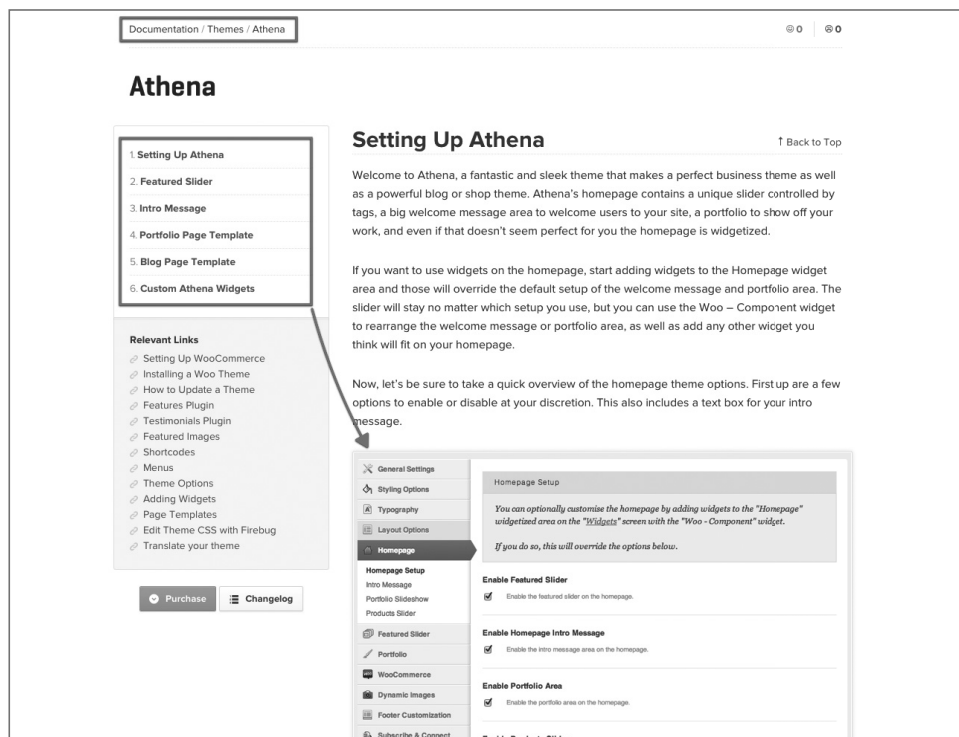 Documentation / Themes / Athena
0 0
Athena
1. Setting Up Athena
2. Featured Slider
3. Intro Message
4. Portfolio Page Template
5. Blog Page Template
6. Custom Athena Widgets
Relevant Links
Setting Up WooCommerce
Installing a Woo Theme
How to Update a Theme
Features Plugin
Testimonials Plugin
Featured Images
Shortcodes
Menus
Theme Options
Adding Widgets
Page Templates
Edit Theme CSS with Firebug
Translate your theme
Purchase
Changelog
Setting Up Athena
↑ Back to Top
Welcome to Athena, a fantastic and sleek theme that makes a perfect business theme as well
as a powerful blog or shop theme. Athena’s homepage contains a unique slider controlled by
tags, a big welcome message area to welcome users to your site, a portfolio to show off your
work, and even if that doesn’t seem perfect for you the homepage is widgetized.
If you want to use widgets on the homepage, start adding widgets to the Homepage widget
area and those will override the default setup of the welcome message and portfolio area. The
slider will stay no matter which setup you use, but you can use the Woo – Component widget
to rearrange the welcome message or portfolio area, as well as add any other widget you
think will fit on your homepage.
Now, let’s be sure to take a quick overview of the homepage theme options. First up are a few
options to enable or disable at your discretion. This also includes a text box for your intro
message.
General Settings
Styling Options
Typography
Layout Options
Homepage
Homepage Setup
Intro Message
Portfolio Slideshow
Products Slider
Featured Slider
Portfolio
WooCommerce
Dynamic Images
Footer Customization
Subscribe & Connect
Homepage Setup
You can optionally customise the homepage by adding widgets to the "Homepage"
widgetized area on the "Widgets" screen with the "Woo - Component" widget.
If you do so, this will override the options below.
Enable Featured Slider
Enable the featured slider on the homepage.
Enable Homepage Intro Message
Enable the intro message area on the homepage.
Enable Portfolio Area
Enable the portfolio area on the homepage.
Enable Products Slider